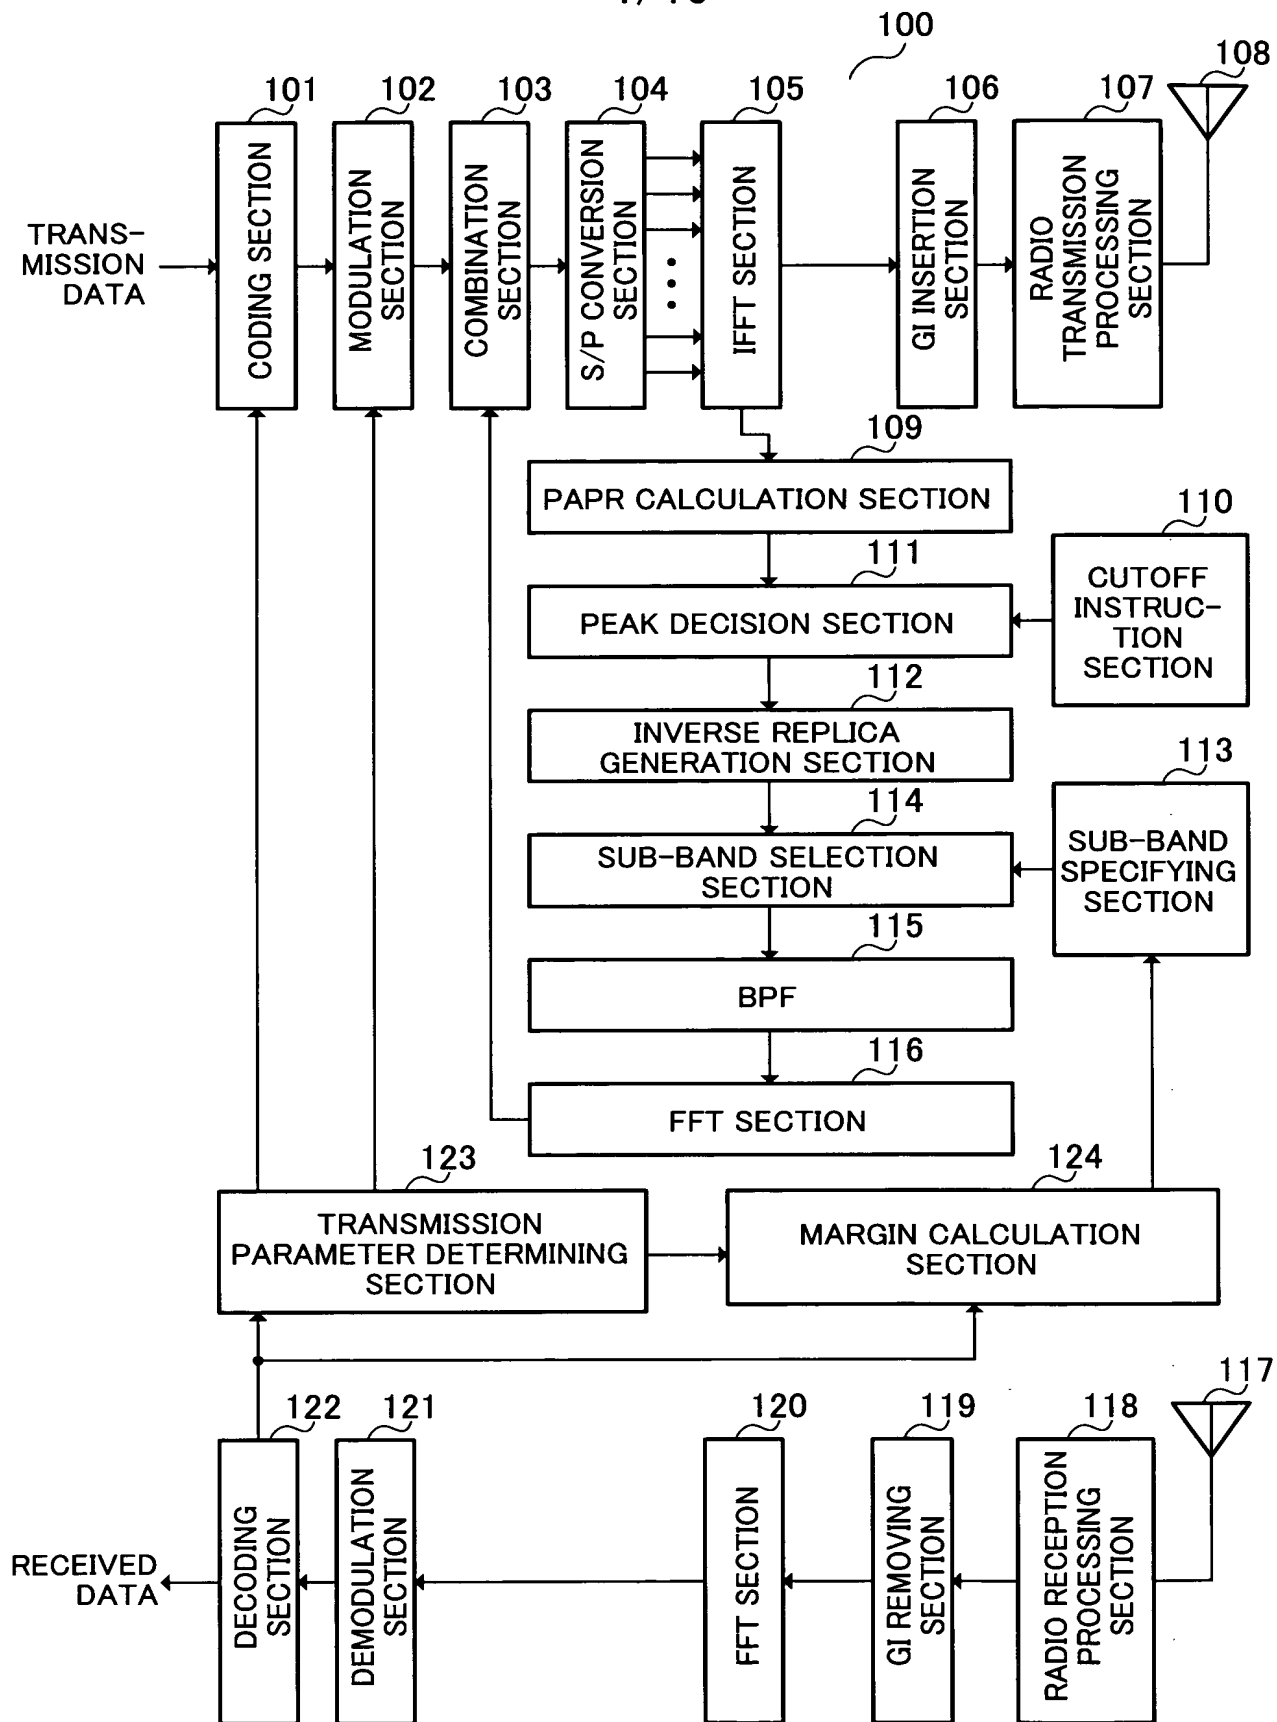 100
101
102
103
104
105
106
107
108
TRANS-
MISSION
DATA
CODING SECTION
MODULATION
SECTION
COMBINATION
SECTION
S/P CONVERSION
SECTION
IFFT SECTION
GI INSERTION
SECTION
RADIO
TRANSMISSION
PROCESSING
SECTION
109
PAPR CALCULATION SECTION
110
CUTOFF
INSTRUC-
TION
SECTION
111
PEAK DECISION SECTION
112
INVERSE REPLICA
GENERATION SECTION
113
SUB-BAND
SPECIFYING
SECTION
114
SUB-BAND SELECTION
SECTION
115
BPF
116
FFT SECTION
123
TRANSMISSION
PARAMETER DETERMINING
SECTION
124
MARGIN CALCULATION
SECTION
122
121
120
119
118
117
RECEIVED
DATA
DECODING
SECTION
DEMODULATION
SECTION
FFT SECTION
GI REMOVING
SECTION
RADIO RECEPTION
PROCESSING
SECTION